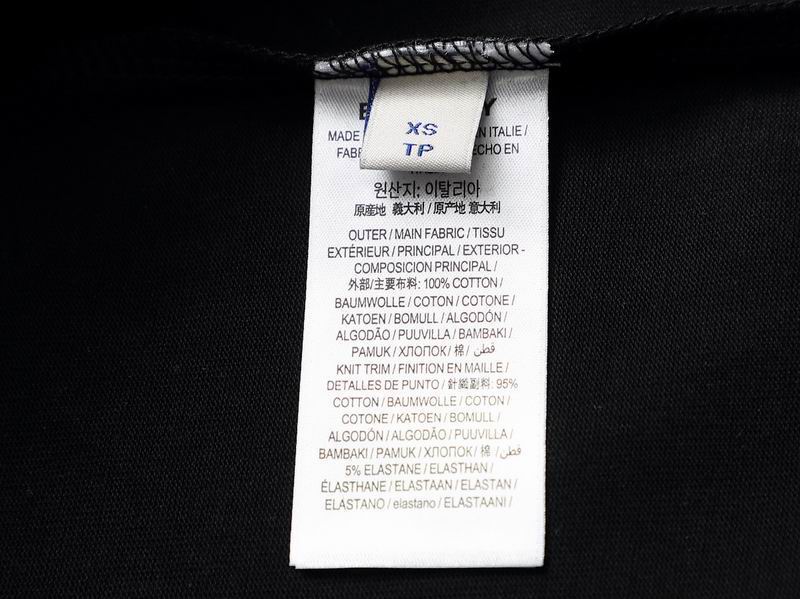 XS
TP
MADE
N ITALIE /
FABR
ECHO EN
원산지: 이탈리아
原産地 義大利 / 原产地 意大利
OUTER / MAIN FABRIC / TISSU
EXTÉRIEUR / PRINCIPAL / EXTERIOR -
COMPOSICION PRINCIPAL /
外部/主要布料: 100% COTTON /
BAUMWOLLE / COTON / COTONE /
KATOEN / BOMULL / ALGODÓN /
ALGODÃO / PUUVILLA / BAMBAKI /
PAMUK / ХЛОПОК / 棉 / قطن
KNIT TRIM / FINITION EN MAILLE /
DETALLES DE PUNTO / 針織副料: 95%
COTTON / BAUMWOLLE / COTON /
COTONE / KATOEN / BOMULL /
ALGODÓN / ALGODÃO / PUUVILLA /
BAMBAKI / PAMUK / ХЛОПОК / 棉 / قطن
5% ELASTANE / ELASTHAN /
ÉLASTHANE / ELASTAAN / ELASTAN /
ELASTANO / elastano / ELASTAANI /